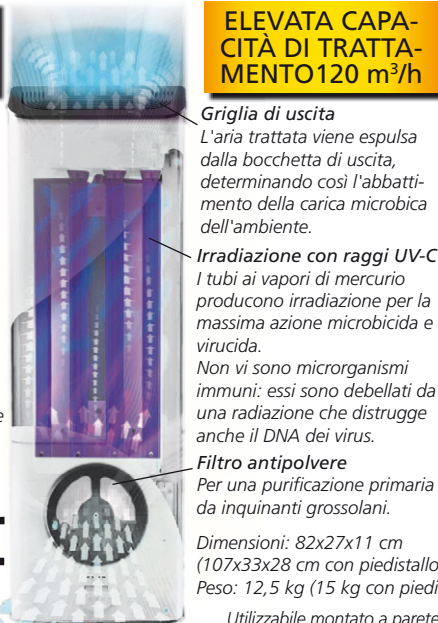 ELEVATA CAPA-
CITÀ DI TRATTA-
MENTO120 m³/h
Griglia di uscita
L'aria trattata viene espulsa
dalla bocchetta di uscita,
determinando così l'abbatti-
mento della carica microbica
dell'ambiente.
Irradiazione con raggi UV-C
I tubi ai vapori di mercurio
producono irradiazione per la
massima azione microbicida e
virucida.
Non vi sono microrganismi
immuni: essi sono debellati da
una radiazione che distrugge
anche il DNA dei virus.
e
Filtro antipolvere
Per una purificazione primaria
da inquinanti grossolani.
Dimensioni: 82x27x11 cm
(107x33x28 cm con piedistallo
Peso: 12,5 kg (15 kg con piedi
Utilizzabile montato a parete